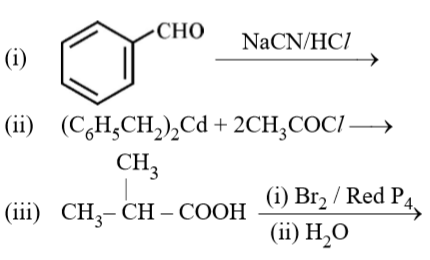 (i) CHO NaCN/HCl
(ii) (C₆H₅CH₂)₂Cd + 2CH₃COCl ⟶
CH₃
(iii) CH₃– CH – COOH (i) Br₂ / Red P₄
(ii) H₂O